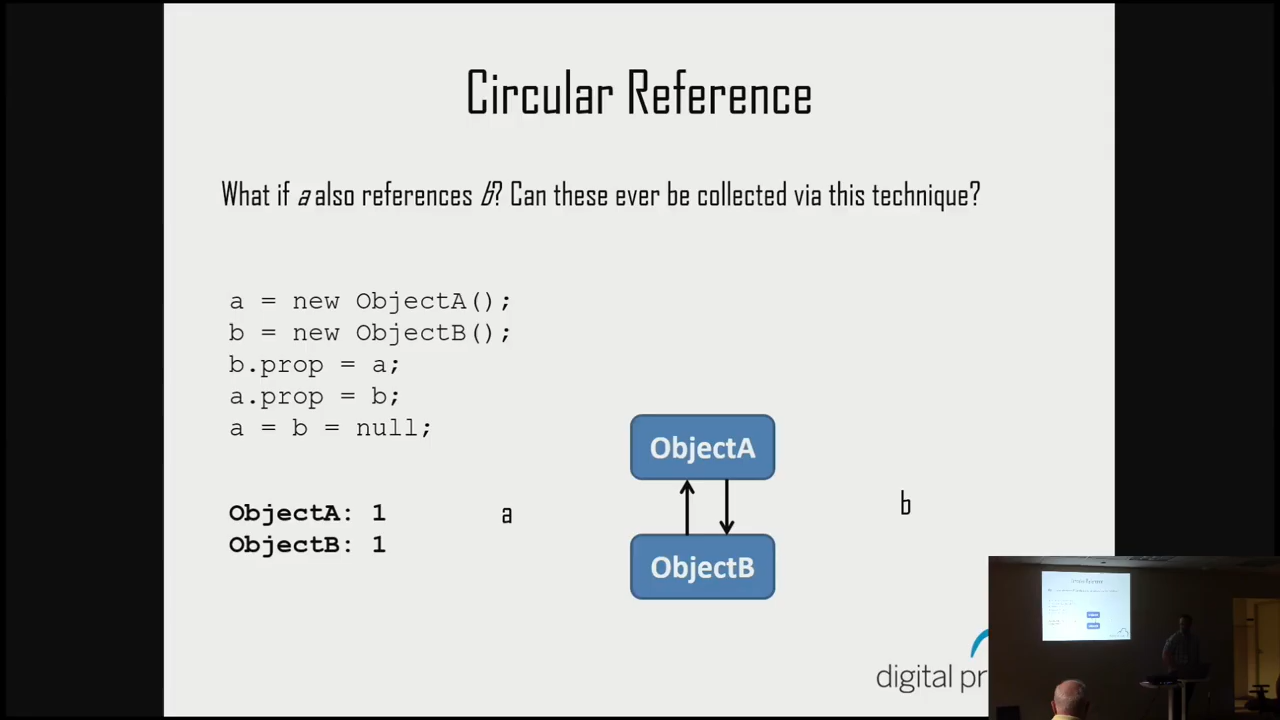 Circular Reference
What if a also references b? Can these ever be collected via this technique?
a = new ObjectA();
b = new ObjectB();
b.prop = a;
a.prop = b;
a = b = null;
ObjectA: 1
ObjectB: 1
a
ObjectA
ObjectB
b
digital pr